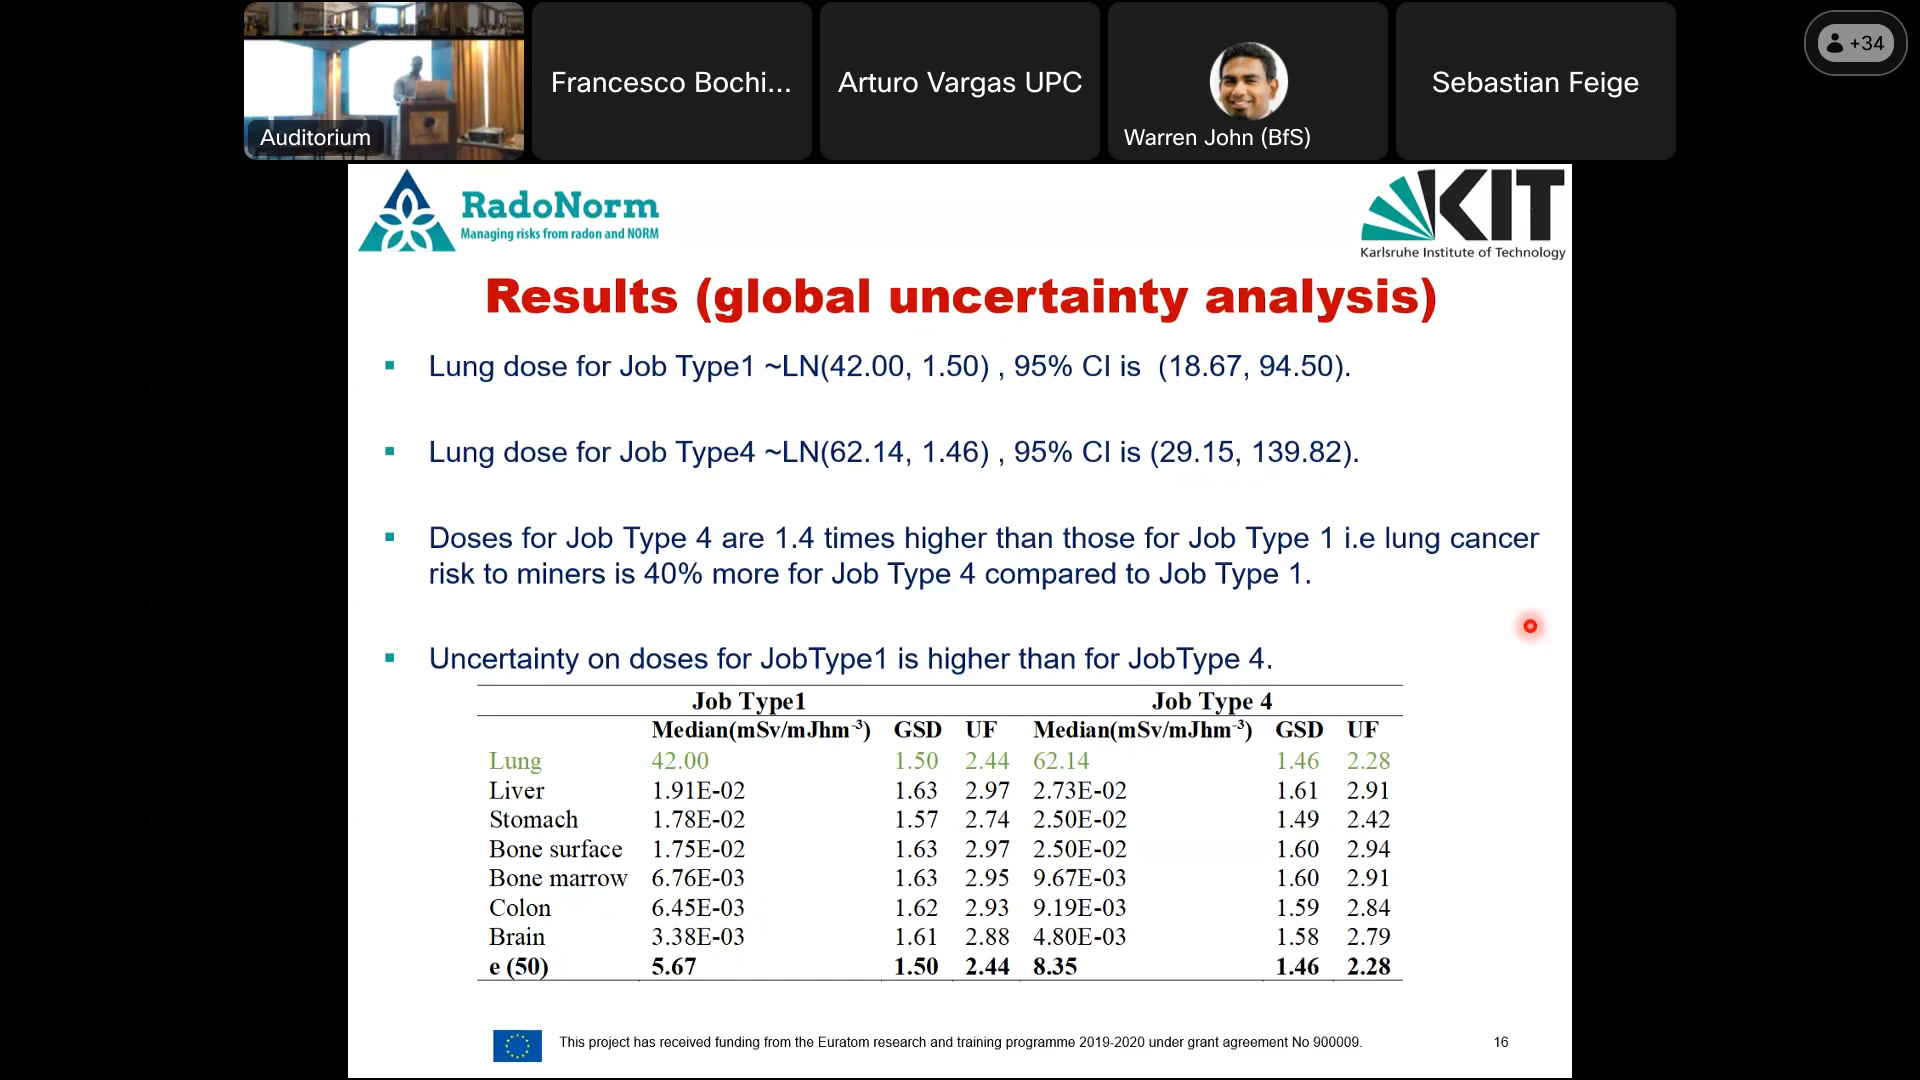 Auditorium
Francesco Bochi...
Arturo Vargas UPC
Warren John (BfS)
Sebastian Feige
+34
RadoNorm
Managing risks from radon and NORM
KIT
Karlsruhe Institute of Technology
Results (global uncertainty analysis)
▪ Lung dose for Job Type1 ~LN(42.00, 1.50) , 95% CI is (18.67, 94.50).
▪ Lung dose for Job Type4 ~LN(62.14, 1.46) , 95% CI is (29.15, 139.82).
▪ Doses for Job Type 4 are 1.4 times higher than those for Job Type 1 i.e lung cancer
risk to miners is 40% more for Job Type 4 compared to Job Type 1.
▪ Uncertainty on doses for JobType1 is higher than for JobType 4.
Job Type1 Job Type 4
Median(mSv/mJhm⁻³) GSD UF Median(mSv/mJhm⁻³) GSD UF
Lung 42.00 1.50 2.44 62.14 1.46 2.28
Liver 1.91E-02 1.63 2.97 2.73E-02 1.61 2.91
Stomach 1.78E-02 1.57 2.74 2.50E-02 1.49 2.42
Bone surface 1.75E-02 1.63 2.97 2.50E-02 1.60 2.94
Bone marrow 6.76E-03 1.63 2.95 9.67E-03 1.60 2.91
Colon 6.45E-03 1.62 2.93 9.19E-03 1.59 2.84
Brain 3.38E-03 1.61 2.88 4.80E-03 1.58 2.79
e (50) 5.67 1.50 2.44 8.35 1.46 2.28
This project has received funding from the Euratom research and training programme 2019-2020 under grant agreement No 900009.
16